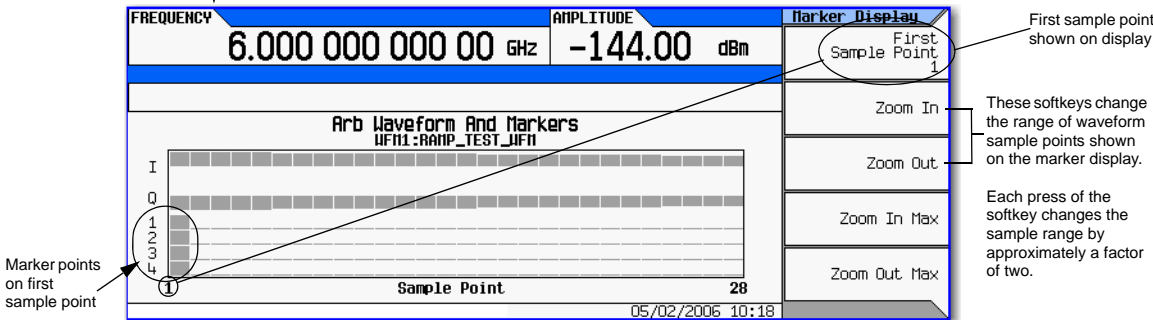 FREQUENCY
6.000 000 000 00 GHz
AMPLITUDE
-144.00 dBm
Marker Display
First
Sample Point
1
Zoom In
Zoom Out
Zoom In Max
Zoom Out Max
Arb Waveform And Markers
WFM1:RAMP_TEST_WFM
I
Q
1
2
3
4
1
Sample Point
28
05/02/2006 10:18
Marker points
on first
sample point
First sample point
shown on display
These softkeys change
the range of waveform
sample points shown
on the marker display.
Each press of the
softkey changes the
sample range by
approximately a factor
of two.